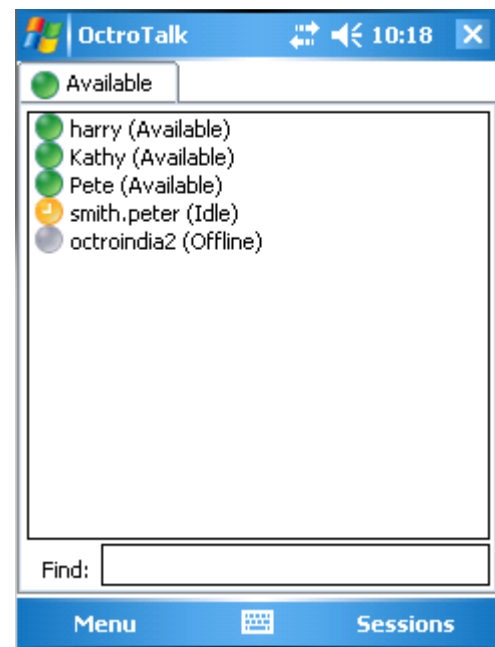 OctroTalk 10:18
Available
harry (Available)
Kathy (Available)
Pete (Available)
smith.peter (Idle)
octroindia2 (Offline)
Find:
Menu Sessions